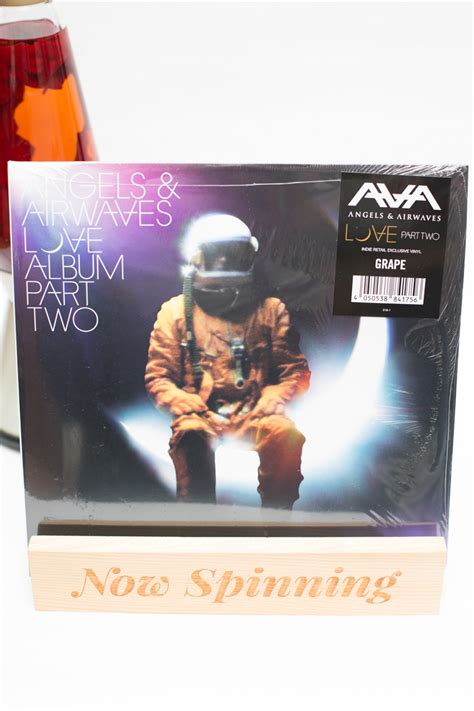 ANGELS &
AIRWAVES
LOVE
ALBUM
PART
TWO
AVA
ANGELS & AIRWAVES
LOVE PART TWO
INDIE RETAIL EXCLUSIVE VINYL
GRAPE
4 050538 841756
Now Spinning